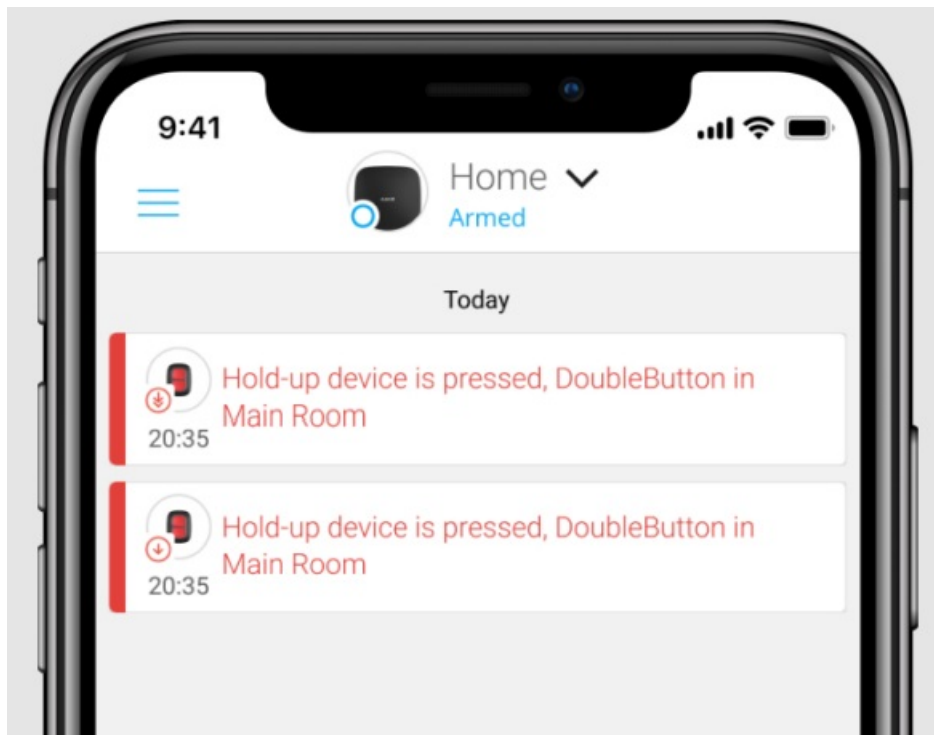 9:41
Home
Armed
Today
Hold-up device is pressed, DoubleButton in
Main Room
20:35
Hold-up device is pressed, DoubleButton in
Main Room
20:35